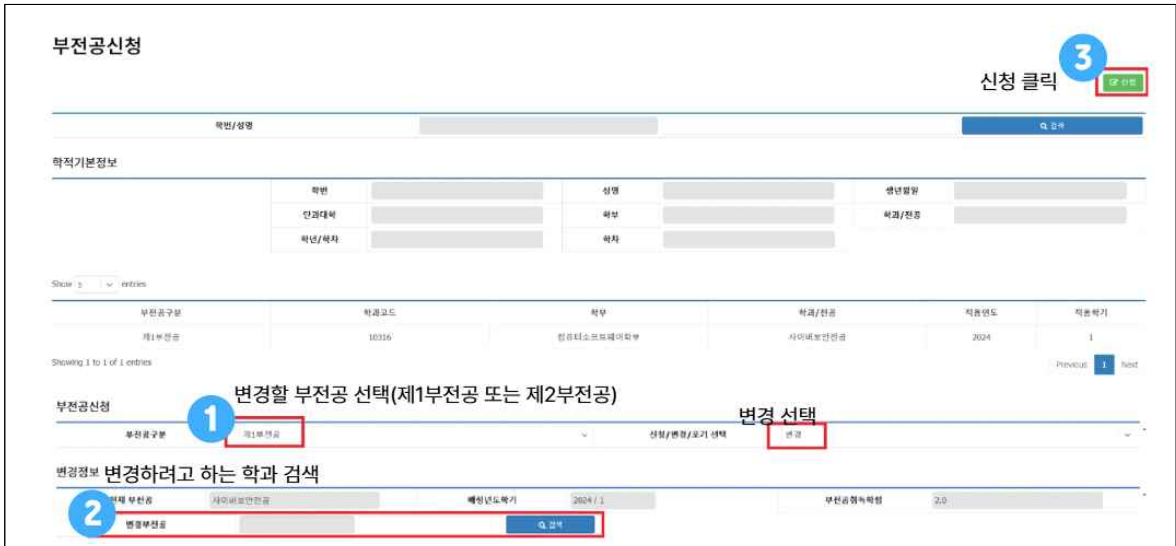 부전공신청
3
신청 클릭
신청
학번/성명
검색
학적기본정보
학번 성명 생년월일
단과대학 학부 학과/전공
학년/학차 학차
Show 5 entries
부전공구분 학과코드 학부 학과/전공 적용연도 적용학기
제1부전공 10316 컴퓨터소프트웨어학부 사이버보안전공 2024 1
Showing 1 to 1 of 1 entries
Previous 1 Next
변경할 부전공 선택(제1부전공 또는 제2부전공)
부전공신청
1
변경 선택
부전공구분 제1부전공 신청/변경/포기 선택 변경
변경정보 변경하려고 하는 학과 검색
현재 부전공 사이버보안전공 배정년도학기 2024 / 1 부전공취득학점 2.0
2
변경부전공 검색